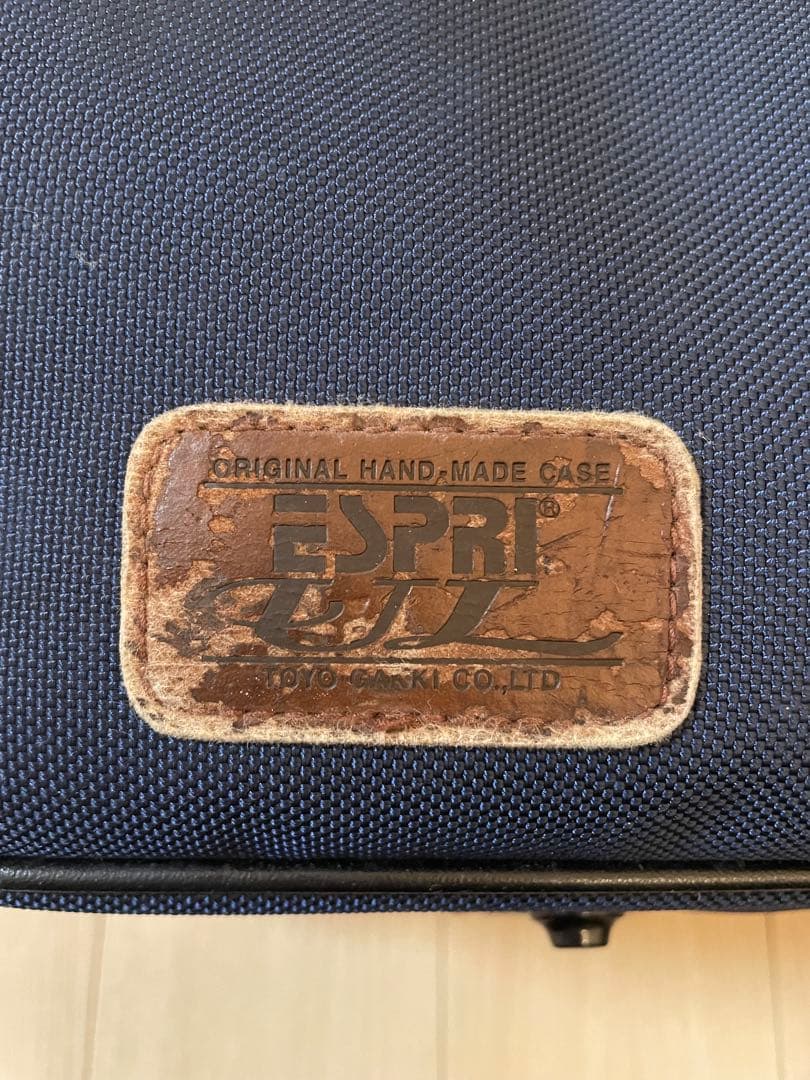 ORIGINAL HAND-MADE CASE
ESPRI®
TOYO GAKKI CO.,LTD